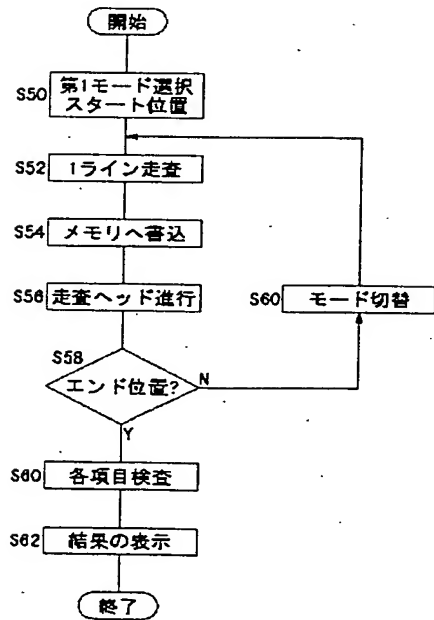 開始
S50
第1モード選択
スタート位置
S52
1ライン走査
S54
メモリへ書込
S56
走査ヘッド進行
S60
モード切替
S58
エンド位置?
N
Y
S60
各項目検査
S62
結果の表示
終了